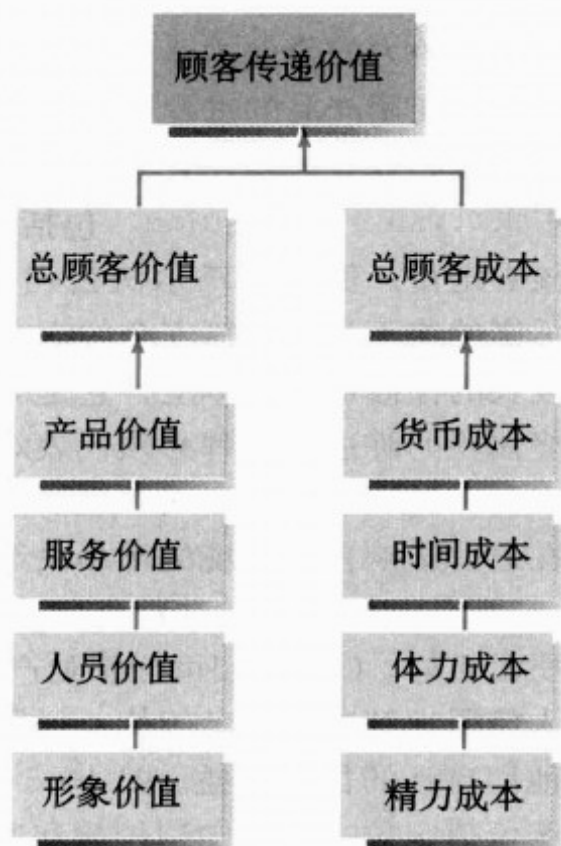 顾客传递价值
总顾客价值
总顾客成本
产品价值
货币成本
服务价值
时间成本
人员价值
体力成本
形象价值
精力成本